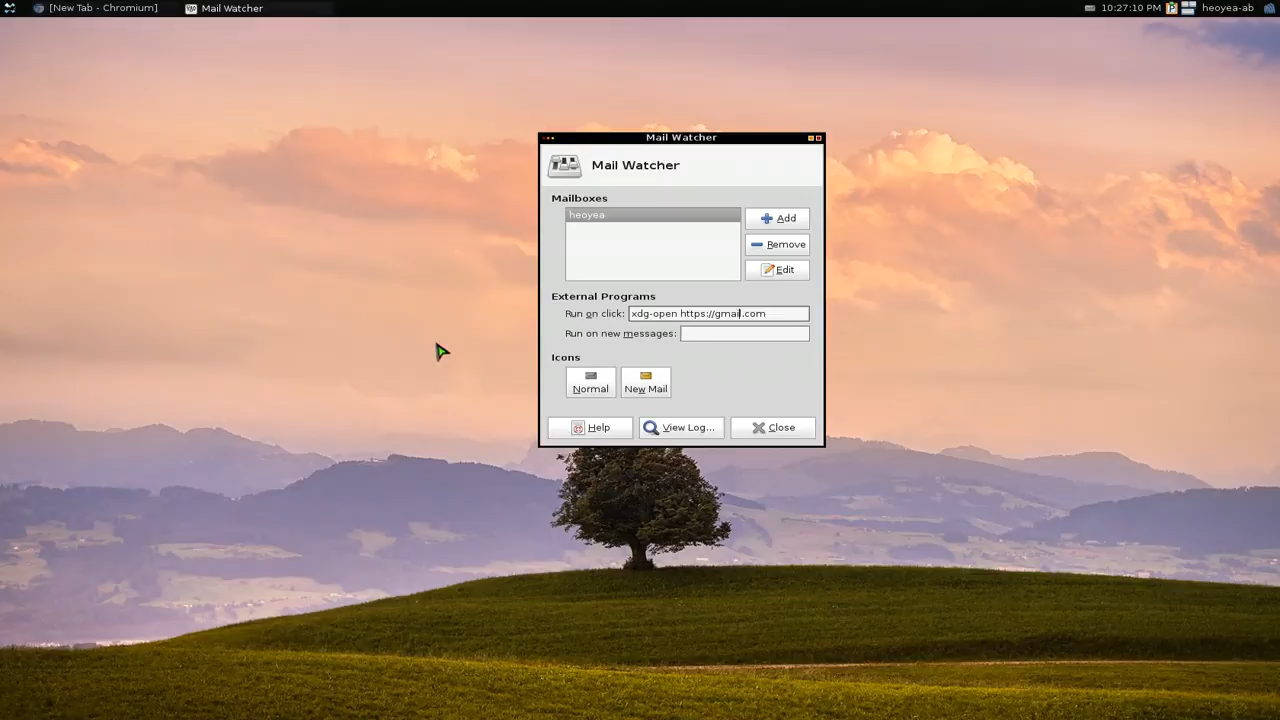 [New Tab - Chromium]
Mail Watcher
10:27:10 PM
heoyea-ab
Mail Watcher
Mail Watcher
Mailboxes
heoyea
Add
Remove
Edit
External Programs
Run on click: xdg-open https://gmail.com
Run on new messages:
Icons
Normal
New Mail
Help
View Log...
Close